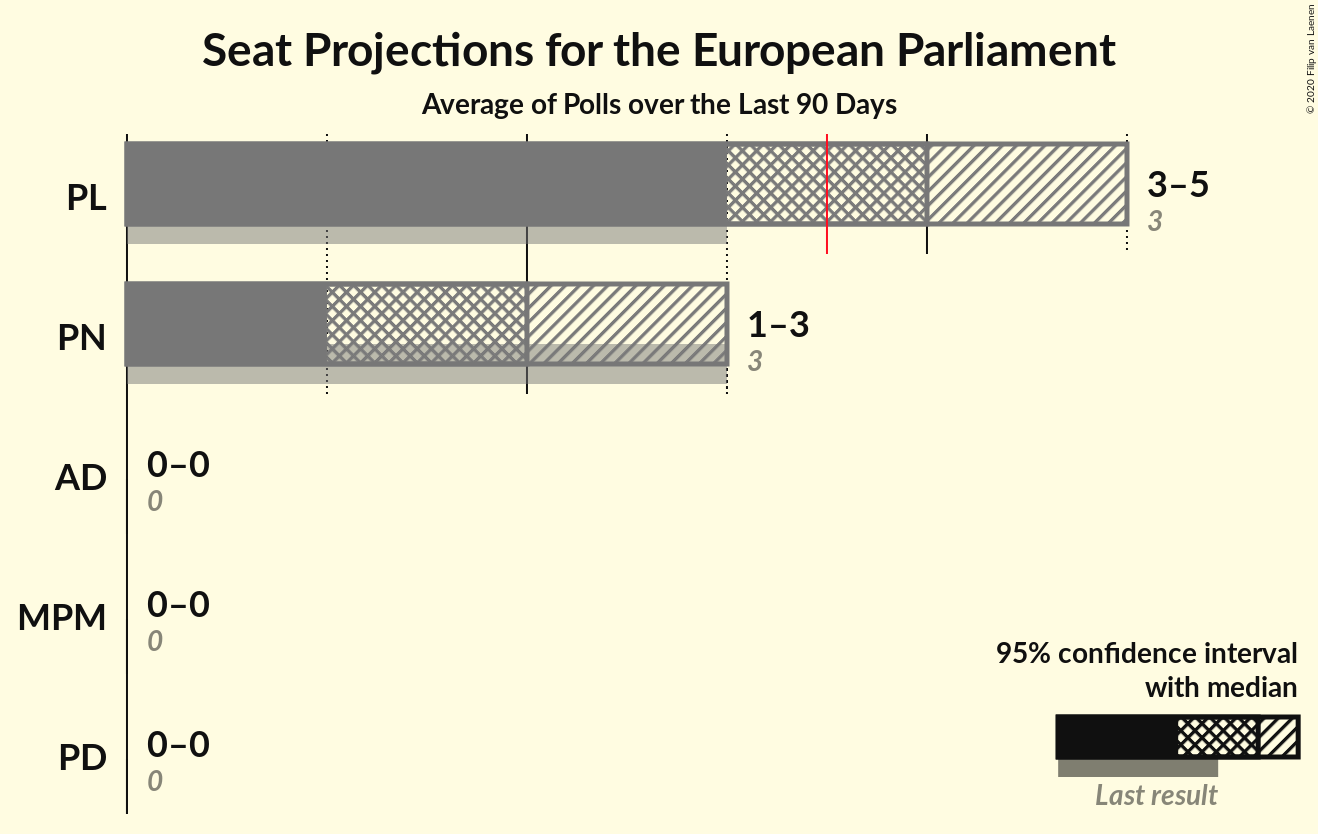 Seat Projections for the European Parliament
Average of Polls over the Last 90 Days
© 2020 Filip van Laenen
PL
3–5
3
PN
1–3
3
AD
0–0
0
MPM
0–0
0
PD
0–0
0
95% confidence interval
with median
Last result